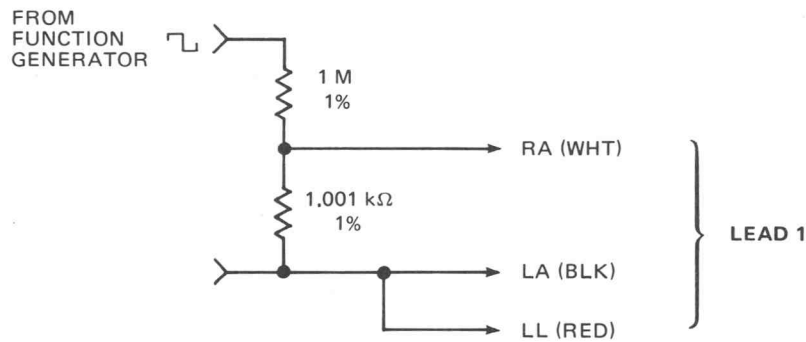 FROM
FUNCTION
GENERATOR
1 M
1%
RA (WHT)
1.001 kΩ
1%
LEAD 1
LA (BLK)
LL (RED)